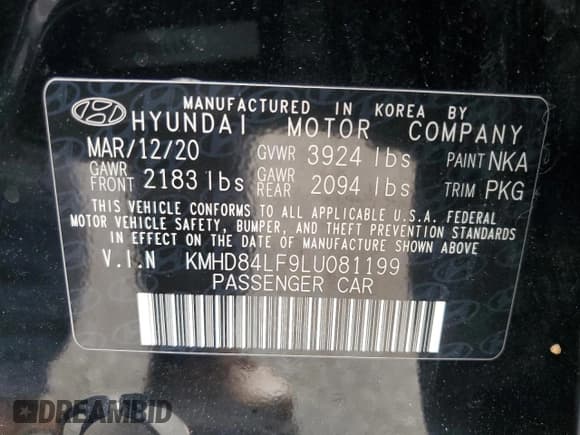 MANUFACTURED IN KOREA BY
HYUNDAI MOTOR COMPANY
MAR/12/20 GVWR 3924 lbs PAINT NKA
GAWR FRONT 2183 lbs GAWR REAR 2094 lbs TRIM PKG
THIS VEHICLE CONFORMS TO ALL APPLICABLE U.S.A. FEDERAL
MOTOR VEHICLE SAFETY, BUMPER, AND THEFT PREVENTION STANDARDS
IN EFFECT ON THE DATE OF MANUFACTURE SHOWN ABOVE
V.I.N KMHD84LF9LU081199
PASSENGER CAR
DREAMBID